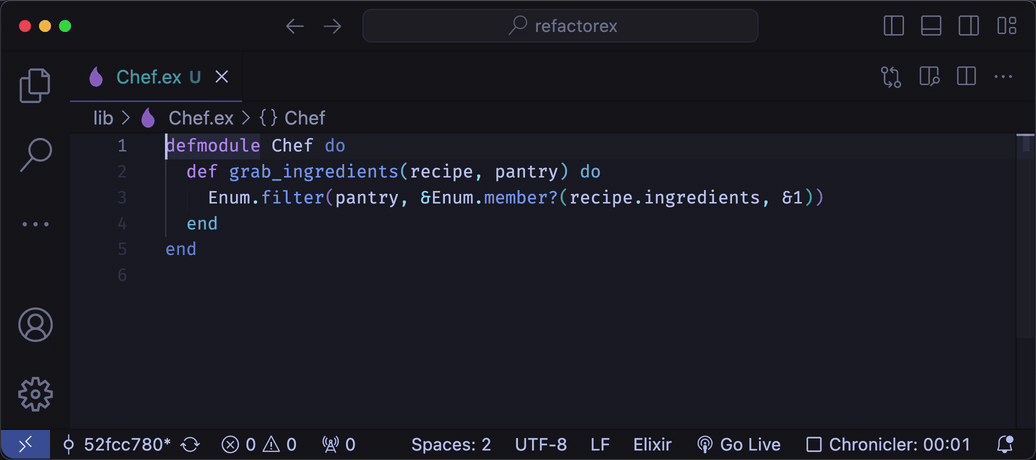 refactorex
Chef.ex U
lib > Chef.ex > {} Chef
1 defmodule Chef do
2   def grab_ingredients(recipe, pantry) do
3     Enum.filter(pantry, &Enum.member?(recipe.ingredients, &1))
4   end
5 end
6
52fcc780* 0 0 0 Spaces: 2 UTF-8 LF Elixir Go Live Chronicler: 00:01